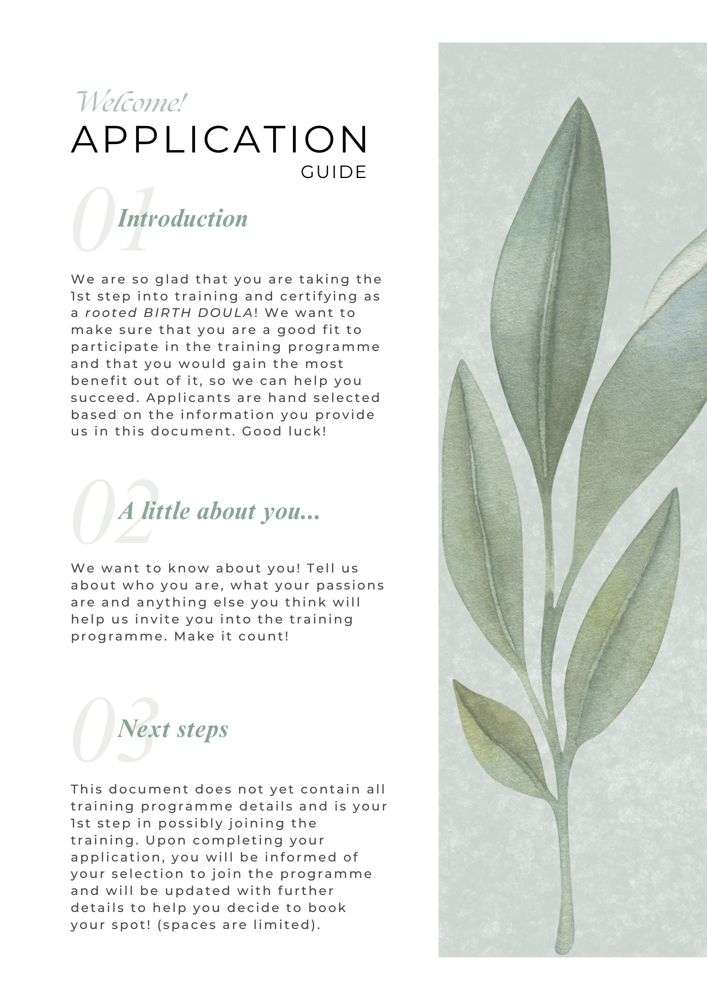 Welcome!
APPLICATION
GUIDE
01
Introduction
We are so glad that you are taking the
1st step into training and certifying as
a rooted BIRTH DOULA! We want to
make sure that you are a good fit to
participate in the training programme
and that you would gain the most
benefit out of it, so we can help you
succeed. Applicants are hand selected
based on the information you provide
us in this document. Good luck!
02
A little about you...
We want to know about you! Tell us
about who you are, what your passions
are and anything else you think will
help us invite you into the training
programme. Make it count!
03
Next steps
This document does not yet contain all
training programme details and is your
1st step in possibly joining the
training. Upon completing your
application, you will be informed of
your selection to join the programme
and will be updated with further
details to help you decide to book
your spot! (spaces are limited).